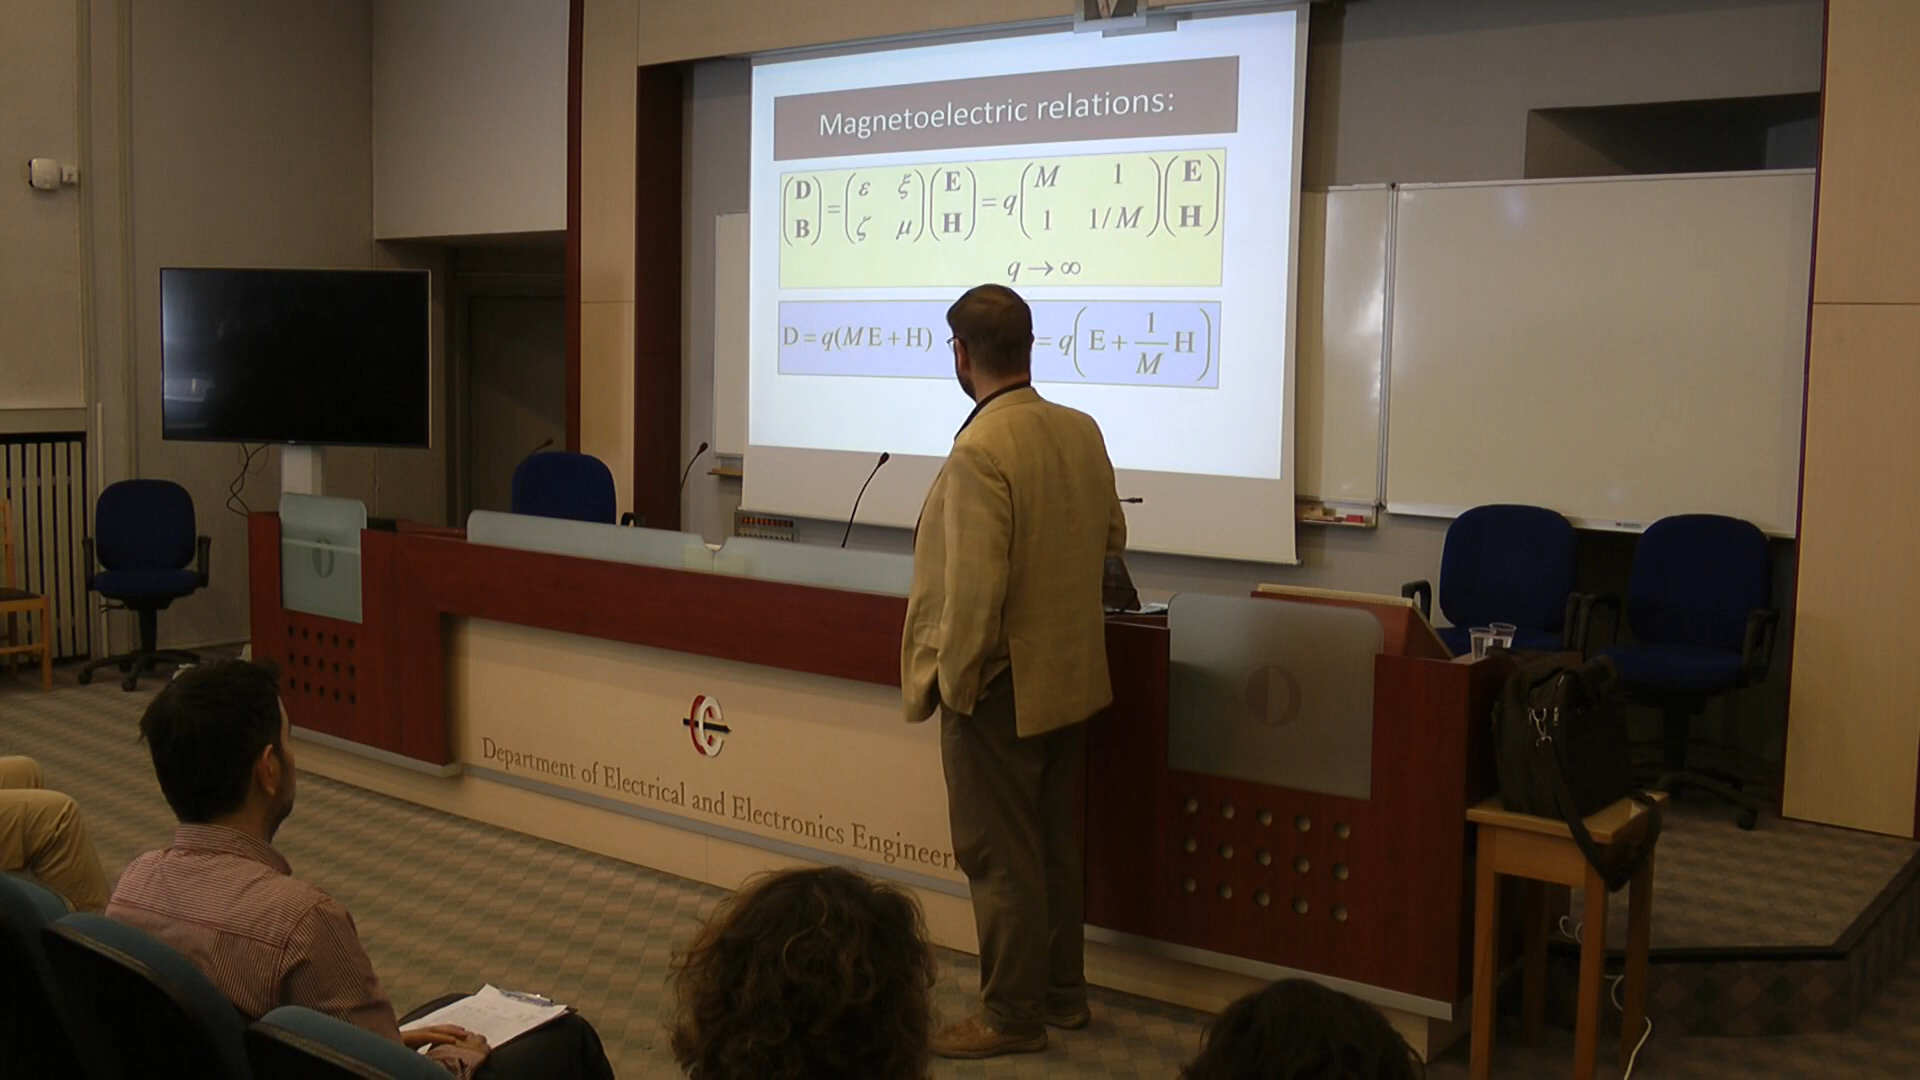 Magnetoelectric relations:
(D B) = (ε ξ ζ μ)(E H) = q(M 1 1 1/M)(E H)
q → ∞
D = q(M E + H) = q(E + 1/M H)
Department of Electrical and Electronics Engineeri